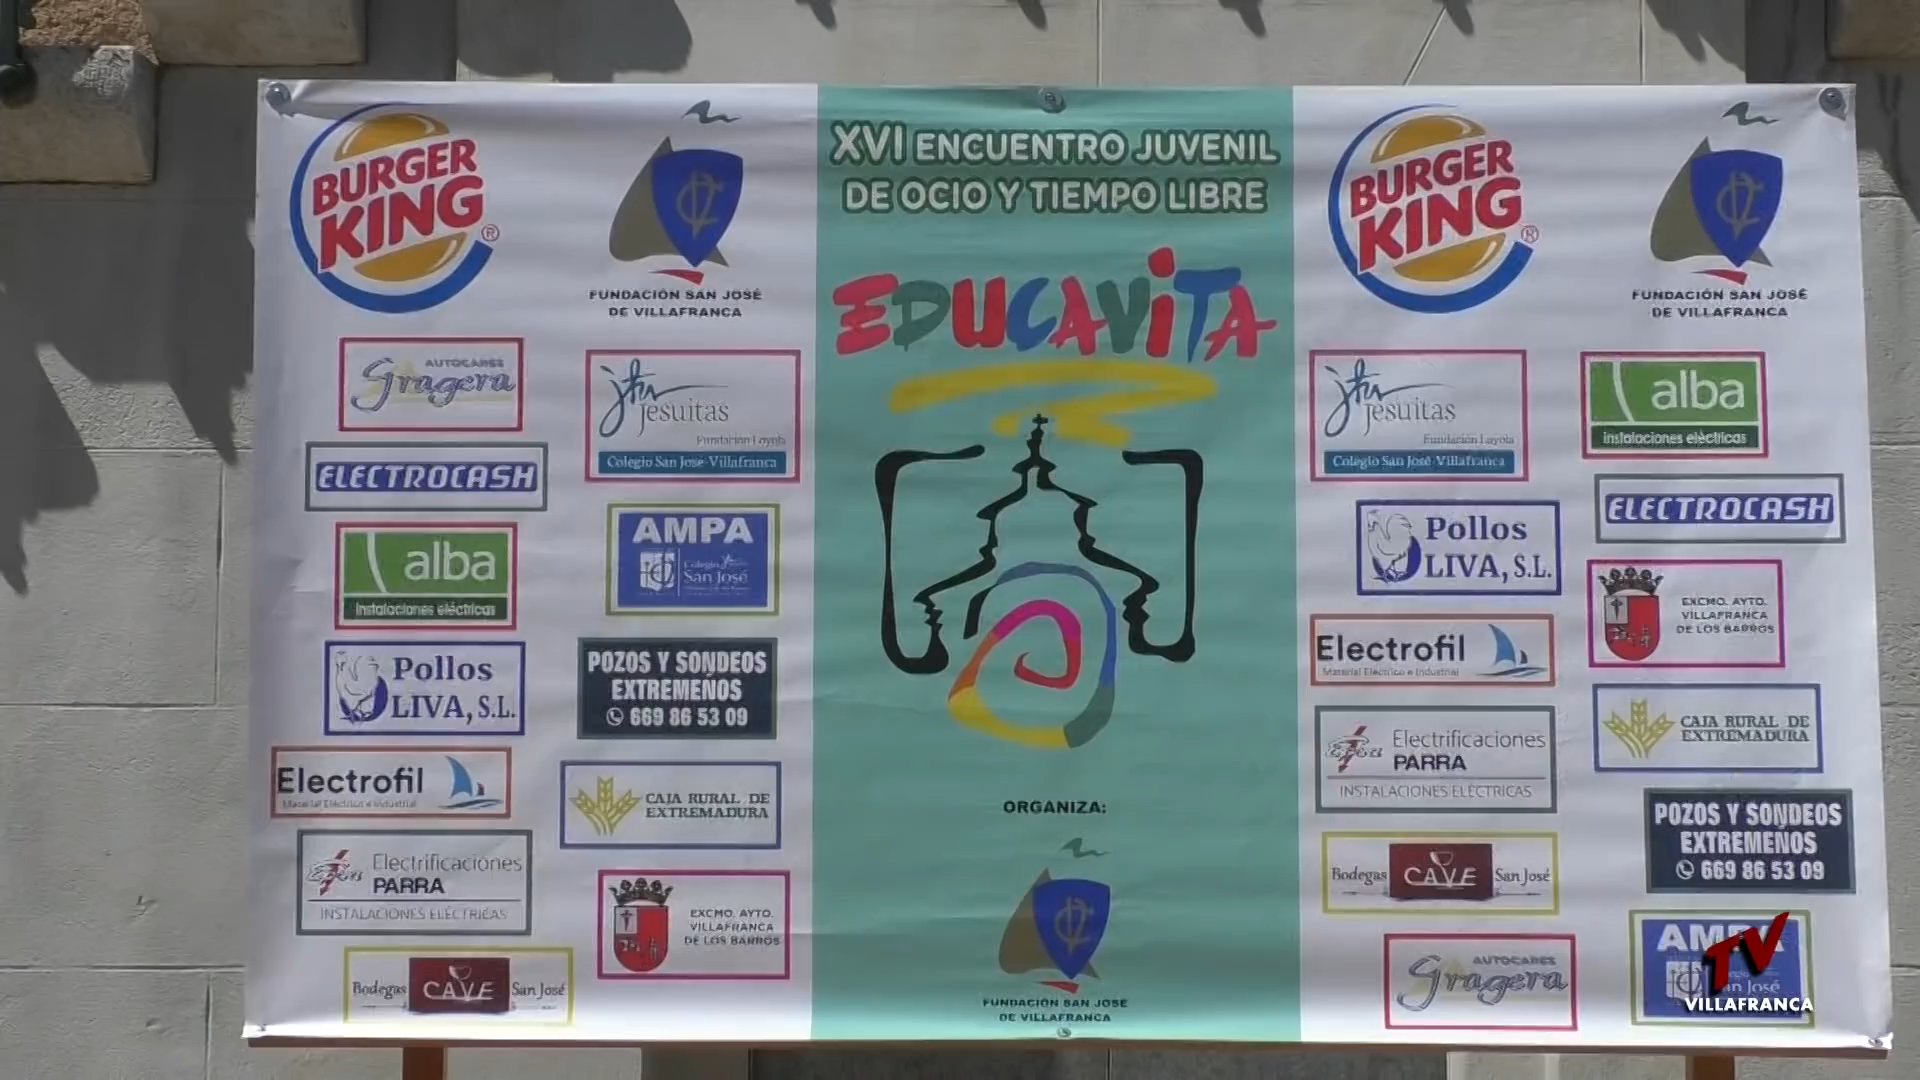 BURGER
KING
®
FUNDACIÓN SAN JOSÉ
DE VILLAFRANCA
AUTOCARES
Gragera
jesuitas
Fundación Loyola
Colegio San José-Villafranca
ELECTROCASH
AMPA
Colegio
San José
alba
instalaciones eléctricas
Pollos
LIVA, S.L.
POZOS Y SONDEOS
EXTREMEÑOS
669 86 53 09
Electrofil
Material Eléctrico e Industrial
CAJA RURAL DE
EXTREMADURA
Electrificaciones
PARRA
INSTALACIONES ELÉCTRICAS
EXCMO. AYTO.
VILLAFRANCA
DE LOS BARROS
Bodegas CAVE San José
XVI ENCUENTRO JUVENIL
DE OCIO Y TIEMPO LIBRE
EDUCAVITA
ORGANIZA:
FUNDACIÓN SAN JOSÉ
DE VILLAFRANCA
BURGER
KING
®
FUNDACIÓN SAN JOSÉ
DE VILLAFRANCA
jesuitas
Fundación Loyola
Colegio San José-Villafranca
alba
instalaciones eléctricas
Pollos
LIVA, S.L.
ELECTROCASH
EXCMO. AYTO.
VILLAFRANCA
DE LOS BARROS
Electrofil
Material Eléctrico e Industrial
CAJA RURAL DE
EXTREMADURA
Electrificaciones
PARRA
INSTALACIONES ELÉCTRICAS
POZOS Y SONDEOS
EXTREMEÑOS
669 86 53 09
Bodegas CAVE San José
AUTOCARES
Gragera
AMPA
San José
TV
VILLAFRANCA